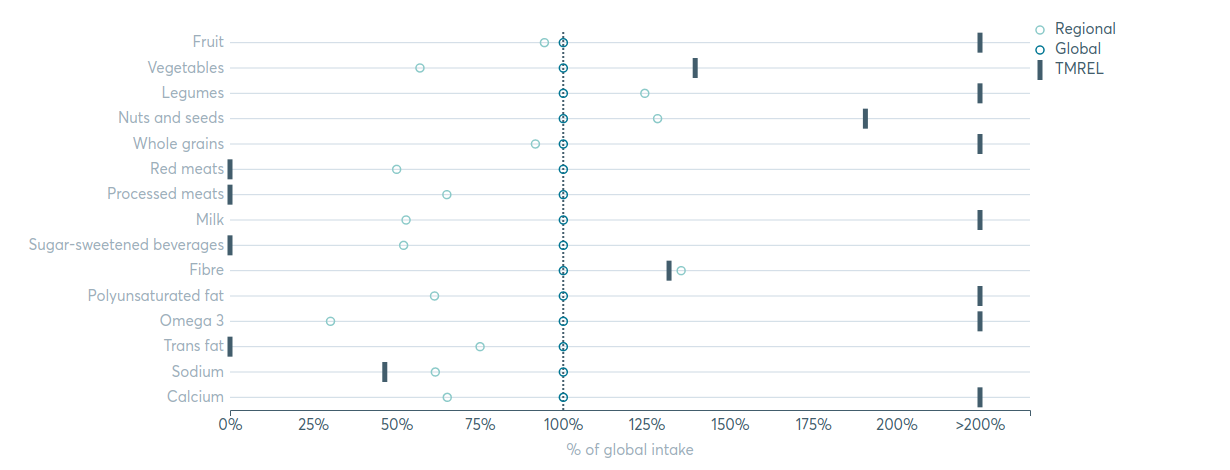 Regional
Global
TMREL
Fruit
Vegetables
Legumes
Nuts and seeds
Whole grains
Red meats
Processed meats
Milk
Sugar-sweetened beverages
Fibre
Polyunsaturated fat
Omega 3
Trans fat
Sodium
Calcium
0% 25% 50% 75% 100% 125% 150% 175% 200% >200%
% of global intake